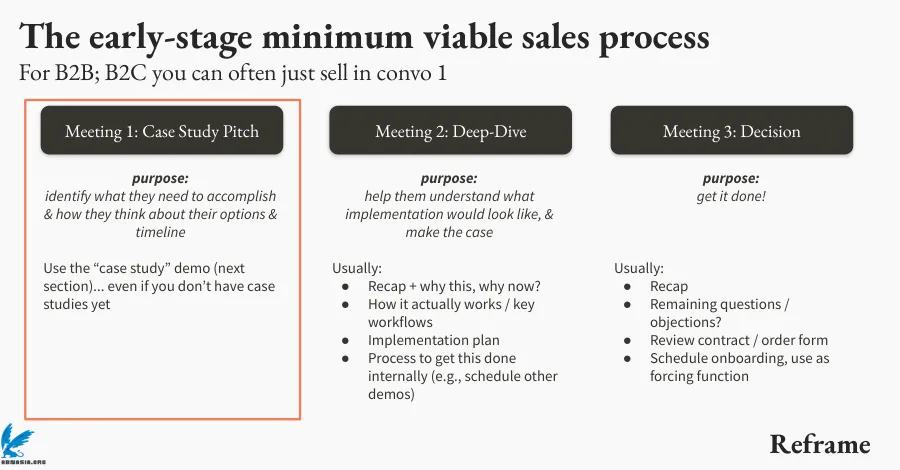 The early-stage minimum viable sales process
For B2B; B2C you can often just sell in convo 1
Meeting 1: Case Study Pitch
purpose:
identify what they need to accomplish
& how they think about their options &
timeline
Use the “case study” demo (next
section)... even if you don’t have case
studies yet
Meeting 2: Deep-Dive
purpose:
help them understand what
implementation would look like, &
make the case
Usually:
● Recap + why this, why now?
● How it actually works / key
workflows
● Implementation plan
● Process to get this done
internally (e.g., schedule other
demos)
Meeting 3: Decision
purpose:
get it done!
Usually:
● Recap
● Remaining questions /
objections?
● Review contract / order form
● Schedule onboarding, use as
forcing function
Reframe